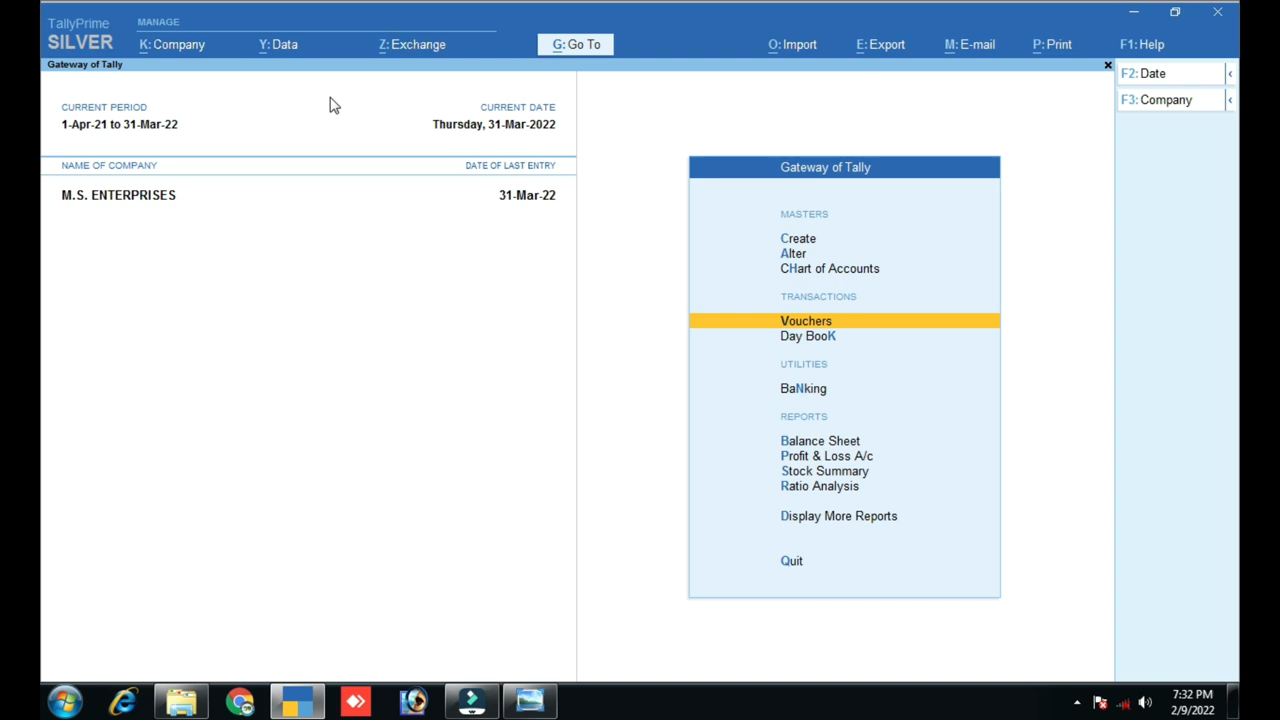 TallyPrime
SILVER
MANAGE
K: Company
Y: Data
Z: Exchange
G: Go To
O: Import
E: Export
M: E-mail
P: Print
F1: Help
Gateway of Tally
F2: Date
F3: Company
CURRENT PERIOD
CURRENT DATE
1-Apr-21 to 31-Mar-22
Thursday, 31-Mar-2022
NAME OF COMPANY
DATE OF LAST ENTRY
M.S. ENTERPRISES
31-Mar-22
Gateway of Tally
MASTERS
Create
Alter
CHart of Accounts
TRANSACTIONS
Vouchers
Day BooK
UTILITIES
BaNking
REPORTS
Balance Sheet
Profit & Loss A/c
Stock Summary
Ratio Analysis
Display More Reports
Quit
7:32 PM
2/9/2022